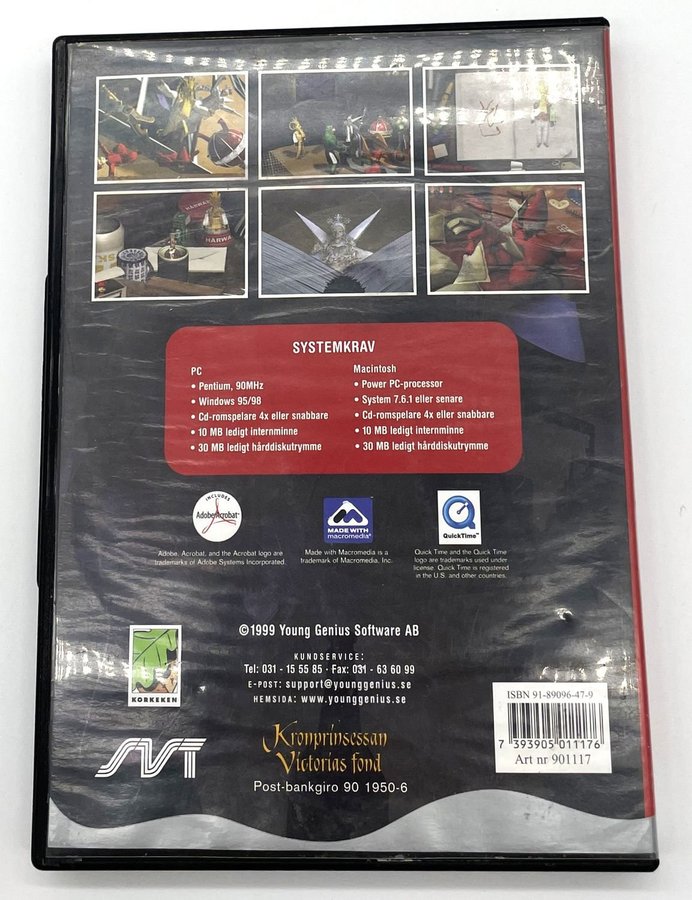 HARWA
HARWA
SYSTEMKRAV
PC
• Pentium, 90MHz
• Windows 95/98
• Cd-romspelare 4x eller snabbare
• 10 MB ledigt internminne
• 30 MB ledigt hårddiskutrymme
Macintosh
• Power PC-processor
• System 7.6.1 eller senare
• Cd-romspelare 4x eller snabbare
• 10 MB ledigt internminne
• 30 MB ledigt hårddiskutrymme
INCLUDES
Adobe Acrobat
Adobe, Acrobat, and the Acrobat logo are
trademarks of Adobe Systems Incorporated.
MADE WITH
macromedia®
Made with Macromedia is a
trademark of Macromedia, Inc.
QuickTime™
Quick Time and the Quick Time
logo are trademarks used under
license. Quick Time is registered
in the U.S. and other countries.
©1999 Young Genius Software AB
KUNDSERVICE:
Tel: 031 - 15 55 85 · Fax: 031 - 63 60 99
E-POST: support@younggenius.se
HEMSIDA: www.younggenius.se
KORKEKEN
SVT
Kronprinsessan
Victorias fond
Post-bankgiro 90 1950-6
ISBN 91-89096-47-9
7 393905 011176
Art nr 901117